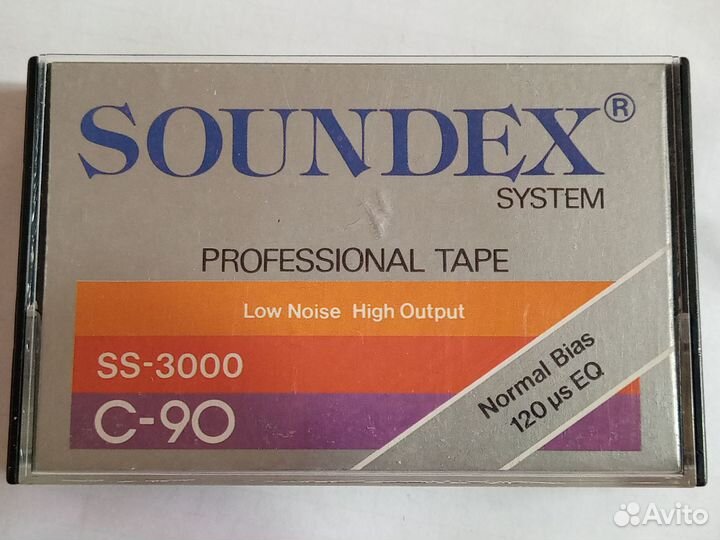 SOUNDEX®
SYSTEM
PROFESSIONAL TAPE
Low Noise High Output
SS-3000
C-90
Normal Bias
120 µs EQ
Avito